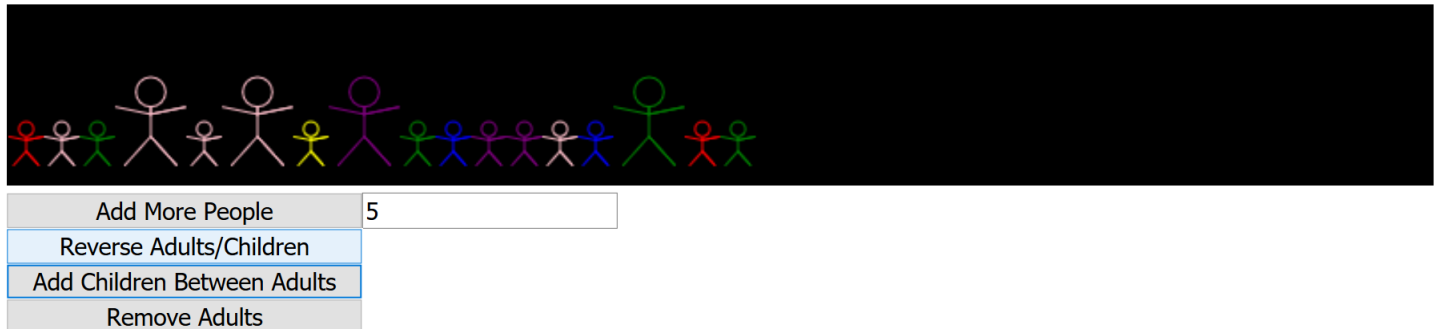 Add More People 5
Reverse Adults/Children
Add Children Between Adults
Remove Adults